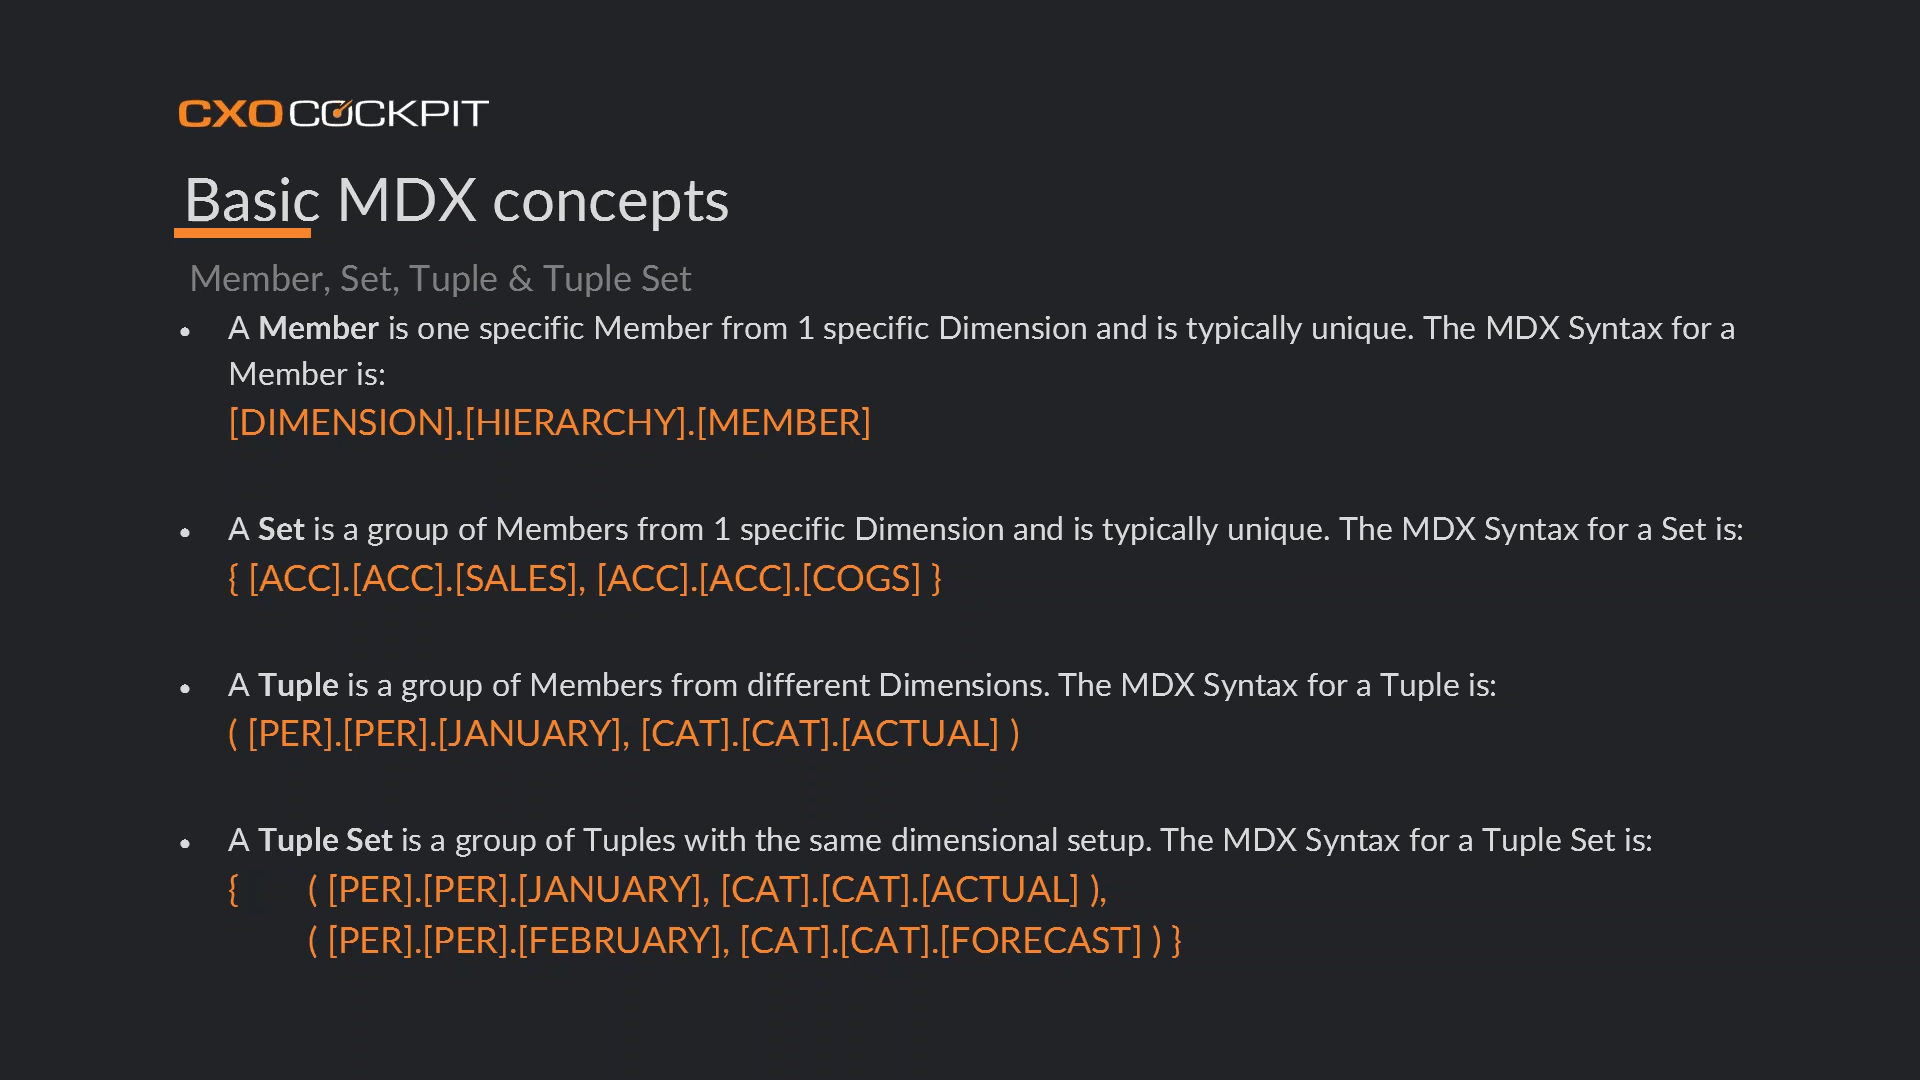 CXO COCKPIT
Basic MDX concepts
Member, Set, Tuple & Tuple Set
• A Member is one specific Member from 1 specific Dimension and is typically unique. The MDX Syntax for a
Member is:
[DIMENSION].[HIERARCHY].[MEMBER]
• A Set is a group of Members from 1 specific Dimension and is typically unique. The MDX Syntax for a Set is:
{ [ACC].[ACC].[SALES], [ACC].[ACC].[COGS] }
• A Tuple is a group of Members from different Dimensions. The MDX Syntax for a Tuple is:
( [PER].[PER].[JANUARY], [CAT].[CAT].[ACTUAL] )
• A Tuple Set is a group of Tuples with the same dimensional setup. The MDX Syntax for a Tuple Set is:
{ ( [PER].[PER].[JANUARY], [CAT].[CAT].[ACTUAL] ),
( [PER].[PER].[FEBRUARY], [CAT].[CAT].[FORECAST] ) }